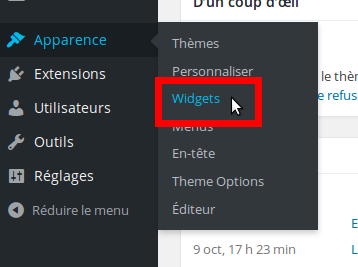 D'un coup d'œil
Apparence
Thèmes
Extensions
Personnaliser
le thè
Utilisateurs
Widgets
e refus
Menus
Outils
En-tête
Réglages
Theme Options
Réduire le menu
Éditeur
E
9 oct, 17 h 23 min
L